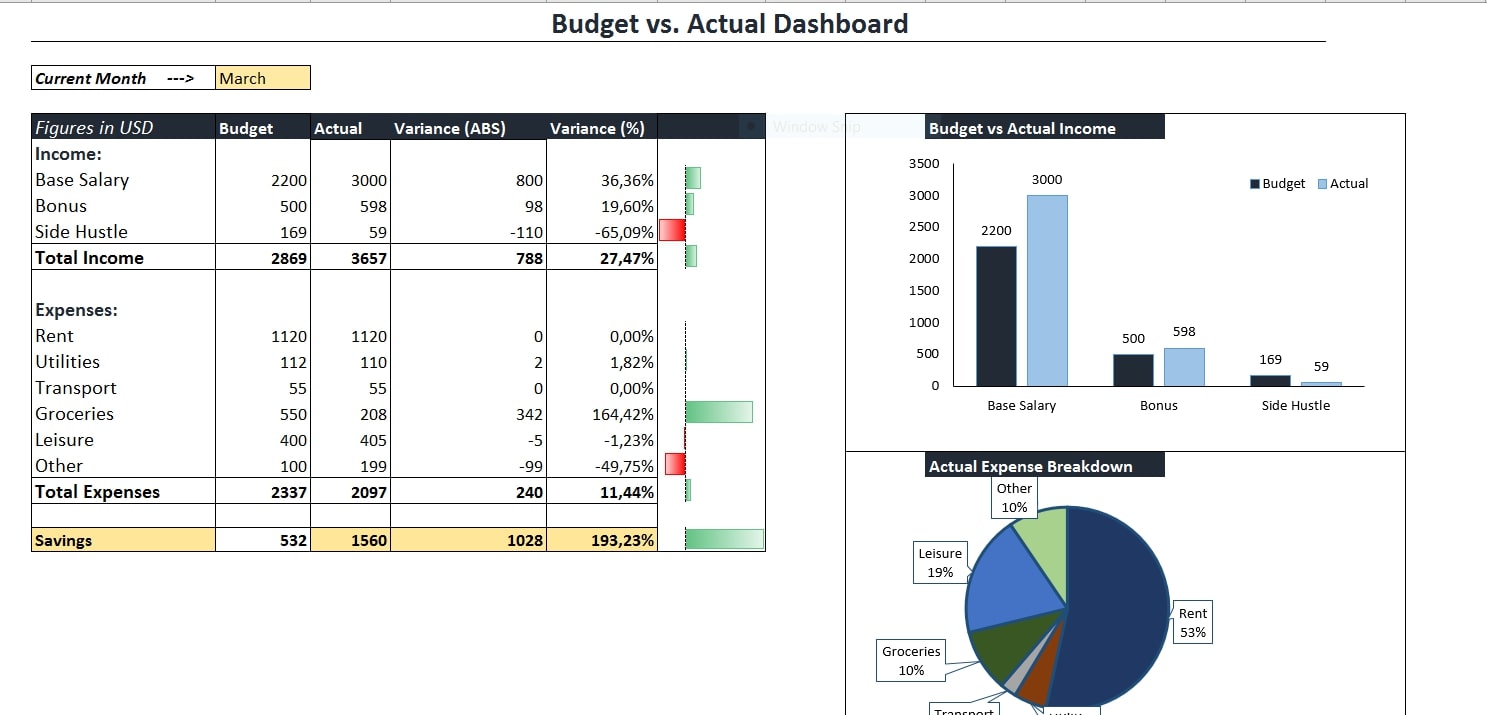 Budget vs. Actual Dashboard
Current Month ---> March
Figures in USD Budget Actual Variance (ABS) Variance (%)
Income:
Base Salary 2200 3000 800 36,36%
Bonus 500 598 98 19,60%
Side Hustle 169 59 -110 -65,09%
Total Income 2869 3657 788 27,47%
Expenses:
Rent 1120 1120 0 0,00%
Utilities 112 110 2 1,82%
Transport 55 55 0 0,00%
Groceries 550 208 342 164,42%
Leisure 400 405 -5 -1,23%
Other 100 199 -99 -49,75%
Total Expenses 2337 2097 240 11,44%
Savings 532 1560 1028 193,23%
Window Snip
Budget vs Actual Income
Budget Actual
3500
3000
2500
2000
1500
1000
500
0
2200 3000
500 598
169 59
Base Salary Bonus Side Hustle
Actual Expense Breakdown
Other
10%
Leisure
19%
Rent
53%
Groceries
10%
Transport